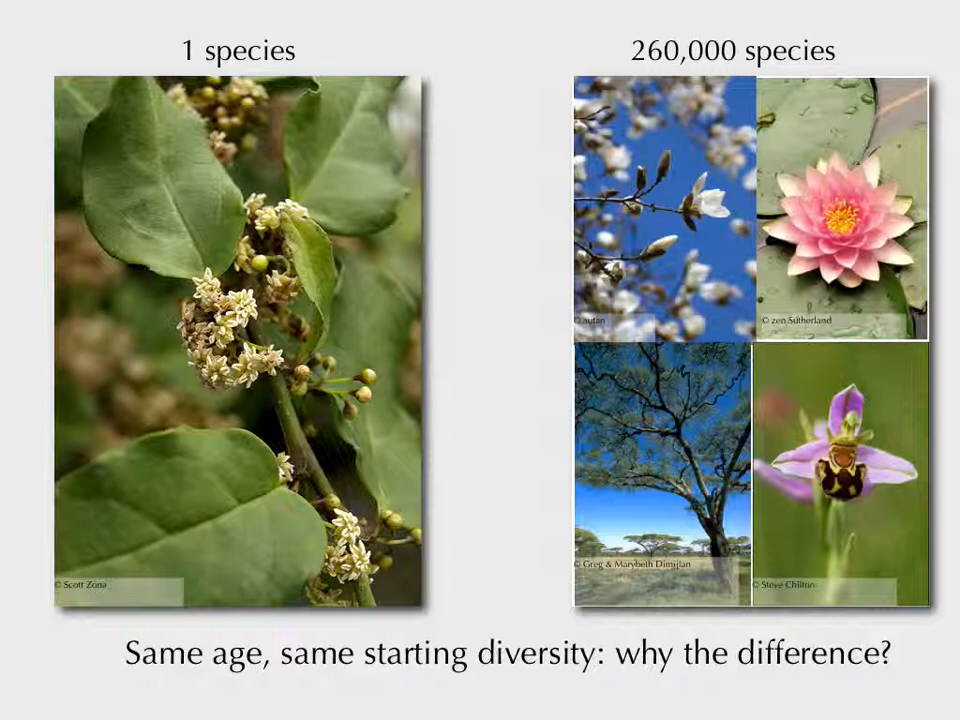 1 species
260,000 species
© Scott Zona
© autan
© zen Sutherland
© Greg & Marybeth Dimijian
© Steve Chilton
Same age, same starting diversity: why the difference?